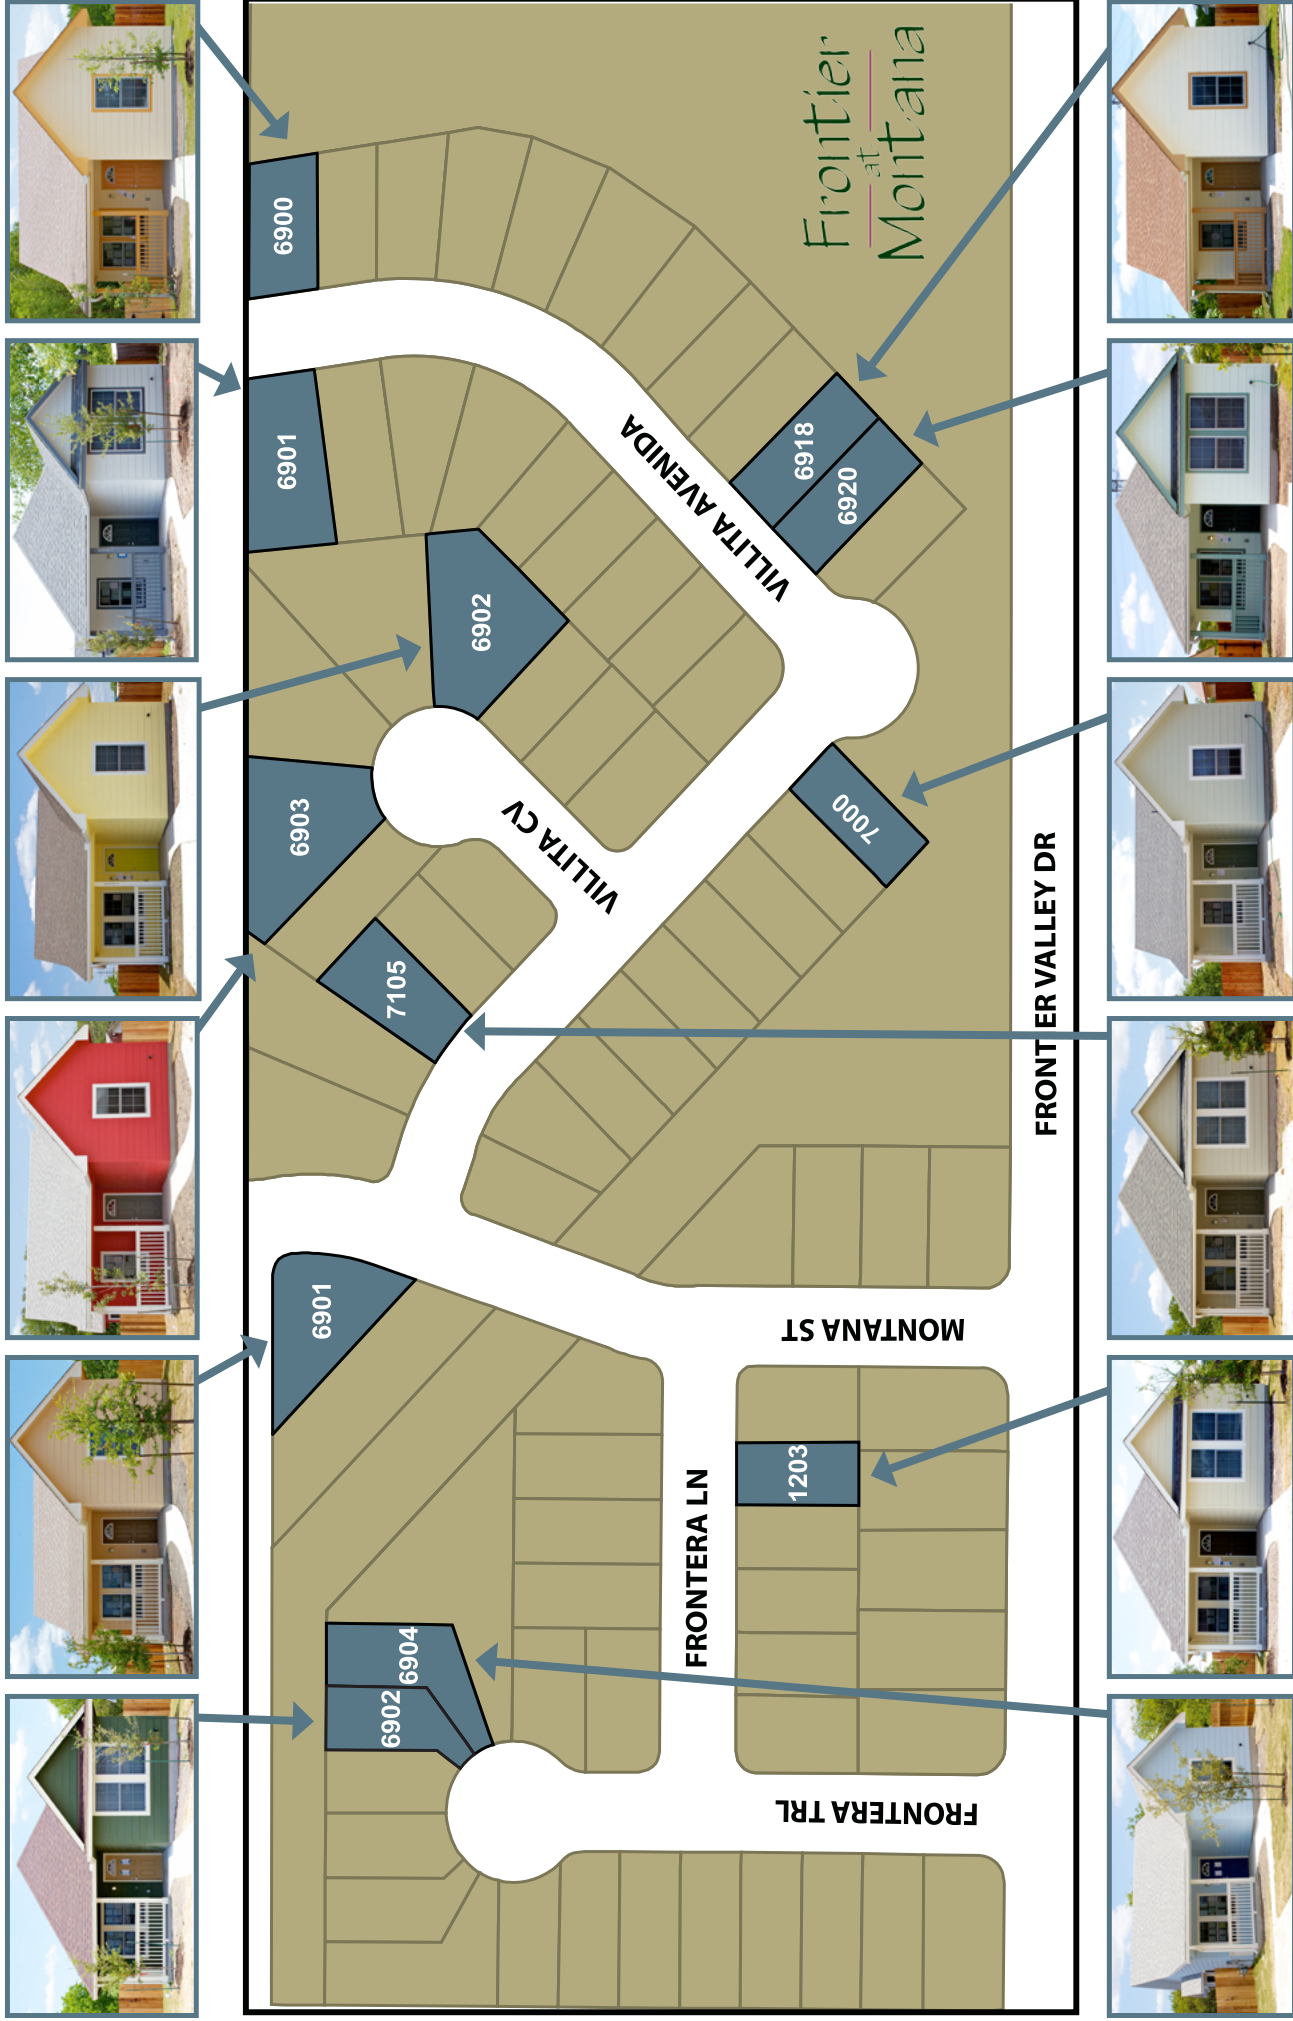 Frontier
at
Montana
6900
6901
6902
6903
7105
6901
6902
6904
6918
6920
7000
1203
VILLITA AVENIDA
VILLITA CV
FRONTIER VALLEY DR
MONTANA ST
FRONTERA LN
FRONTERA TRL